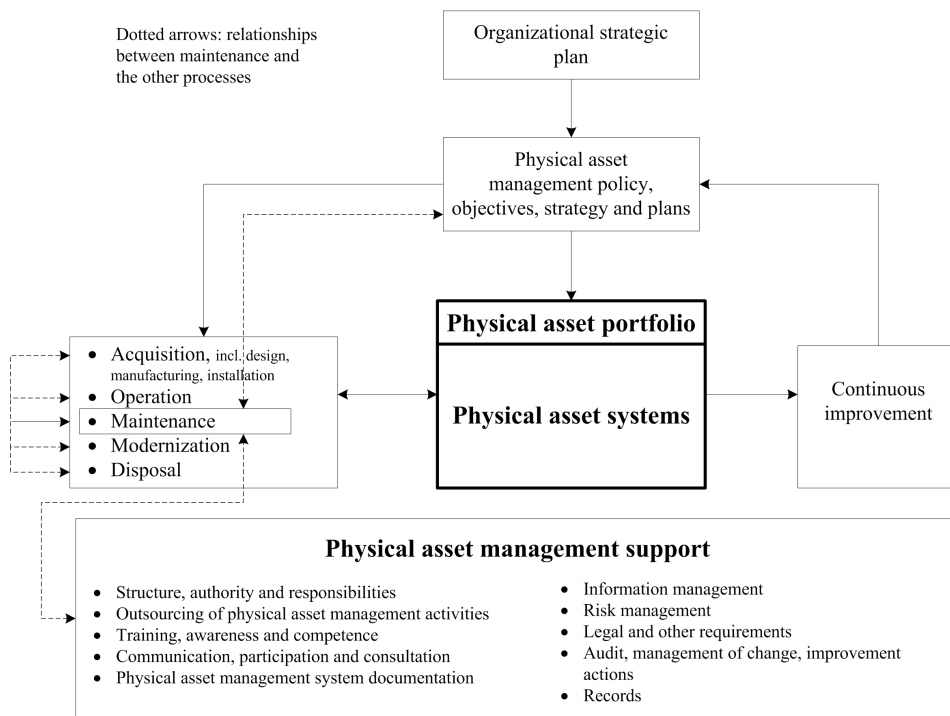 Dotted arrows: relationships
between maintenance and
the other processes
Organizational strategic
plan
Physical asset
management policy,
objectives, strategy and plans
Physical asset portfolio
Physical asset systems
• Acquisition, incl. design,
manufacturing, installation
• Operation
• Maintenance
• Modernization
• Disposal
Continuous
improvement
Physical asset management support
• Structure, authority and responsibilities
• Outsourcing of physical asset management activities
• Training, awareness and competence
• Communication, participation and consultation
• Physical asset management system documentation
• Information management
• Risk management
• Legal and other requirements
• Audit, management of change, improvement
actions
• Records